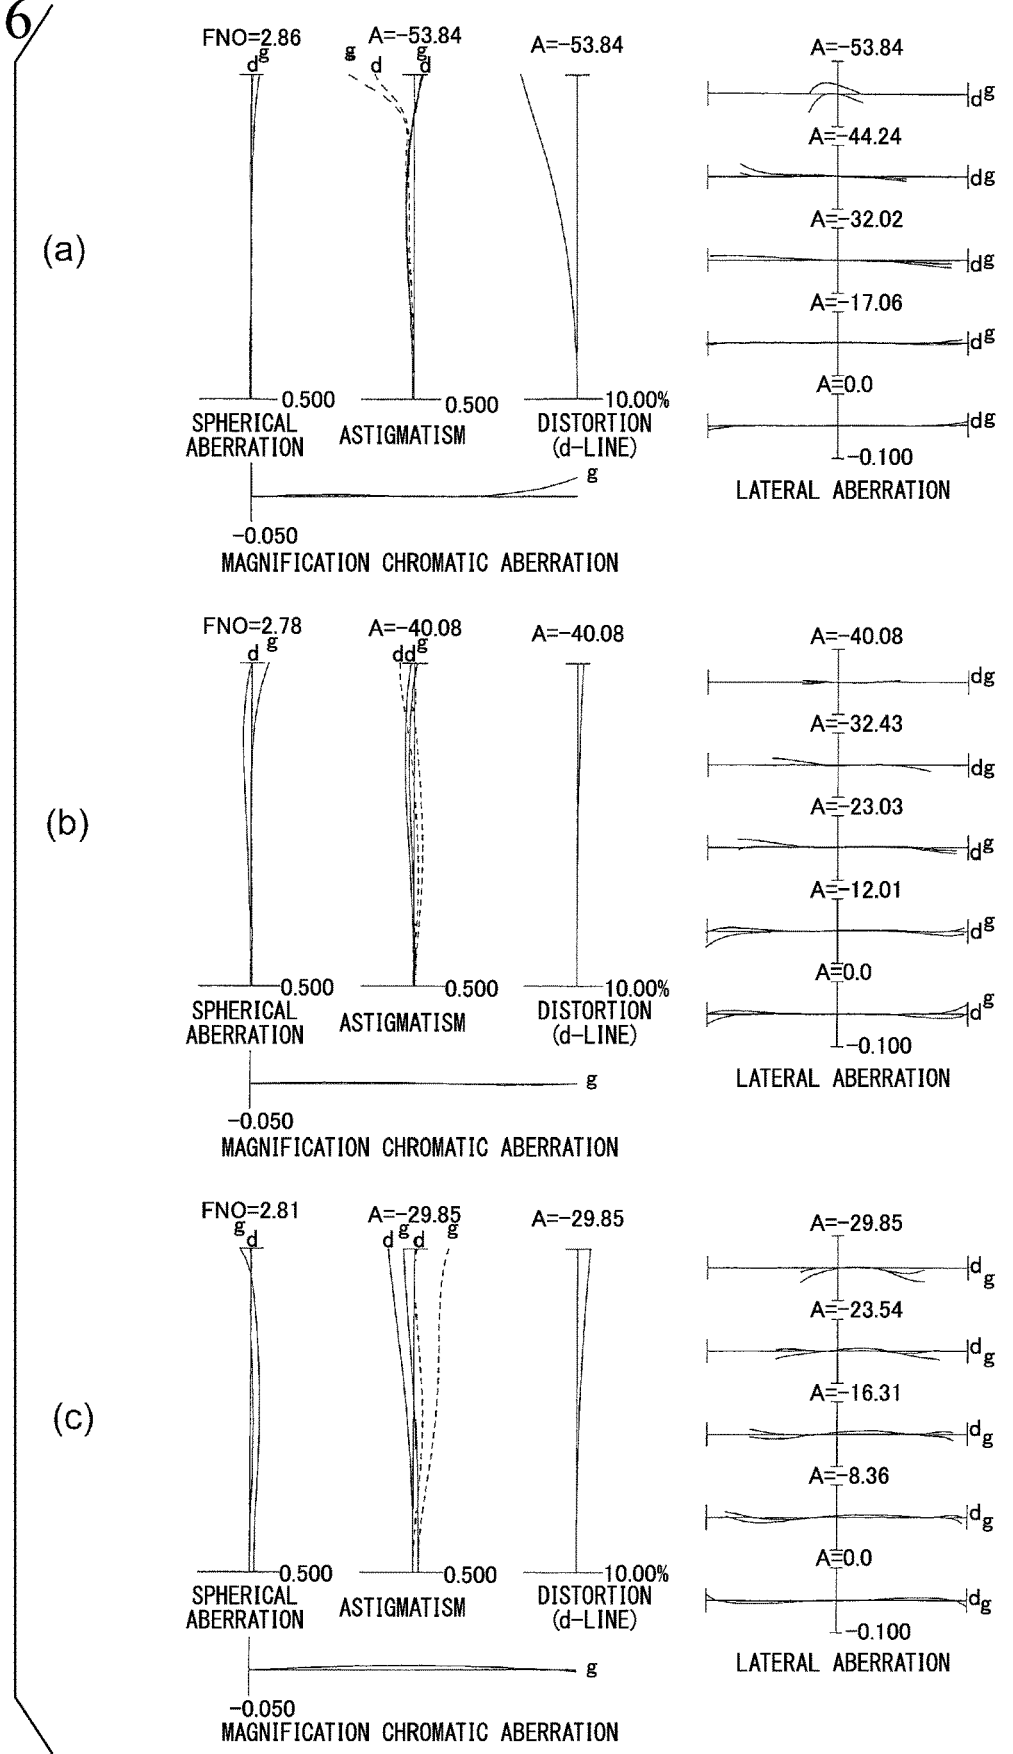 6
(a)
FNO=2.86
d g
A=-53.84
g d g d
A=-53.84
0.500
SPHERICAL
ABERRATION
0.500
ASTIGMATISM
10.00%
DISTORTION
(d-LINE)
g
-0.050
MAGNIFICATION CHROMATIC ABERRATION
A=-53.84
d g
A=-44.24
d g
A=-32.02
d g
A=-17.06
d g
A=0.0
d g
-0.100
LATERAL ABERRATION
(b)
FNO=2.78
d g
A=-40.08
d d g
A=-40.08
0.500
SPHERICAL
ABERRATION
0.500
ASTIGMATISM
10.00%
DISTORTION
(d-LINE)
g
-0.050
MAGNIFICATION CHROMATIC ABERRATION
A=-40.08
d g
A=-32.43
d g
A=-23.03
d g
A=-12.01
d g
A=0.0
d g
-0.100
LATERAL ABERRATION
(c)
FNO=2.81
g d
A=-29.85
d g d g
A=-29.85
0.500
SPHERICAL
ABERRATION
0.500
ASTIGMATISM
10.00%
DISTORTION
(d-LINE)
g
-0.050
MAGNIFICATION CHROMATIC ABERRATION
A=-29.85
d g
A=-23.54
d g
A=-16.31
d g
A=-8.36
d g
A=0.0
d g
-0.100
LATERAL ABERRATION